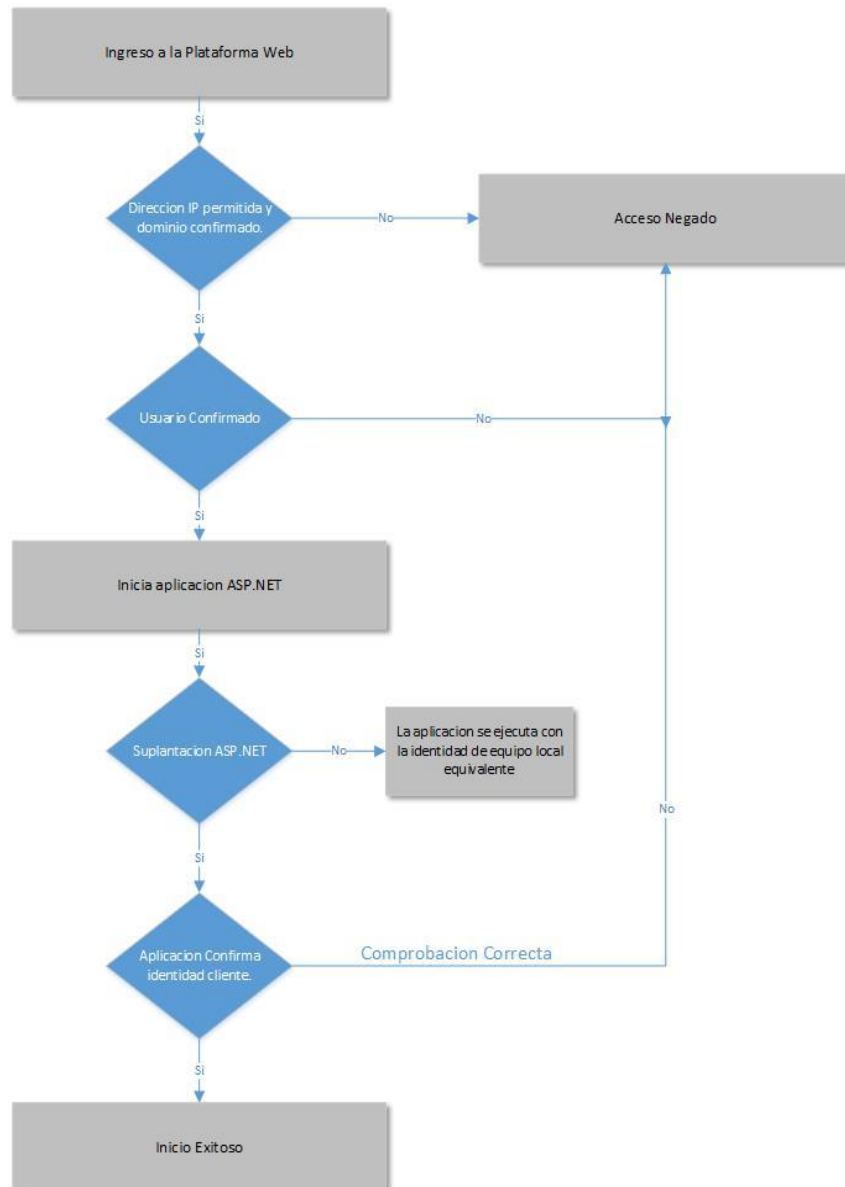 Ingreso a la Plataforma Web
Si
Direccion IP permitida y
dominio confirmado.
No
Acceso Negado
Si
Usuario Confirmado
No
Si
Inicia aplicacion ASP.NET
Si
Suplantacion ASP.NET
No
La aplicacion se ejecuta con
la identidad de equipo local
equivalente
No
Si
Aplicacion Confirma
identidad cliente.
Comprobacion Correcta
Si
Inicio Exitoso